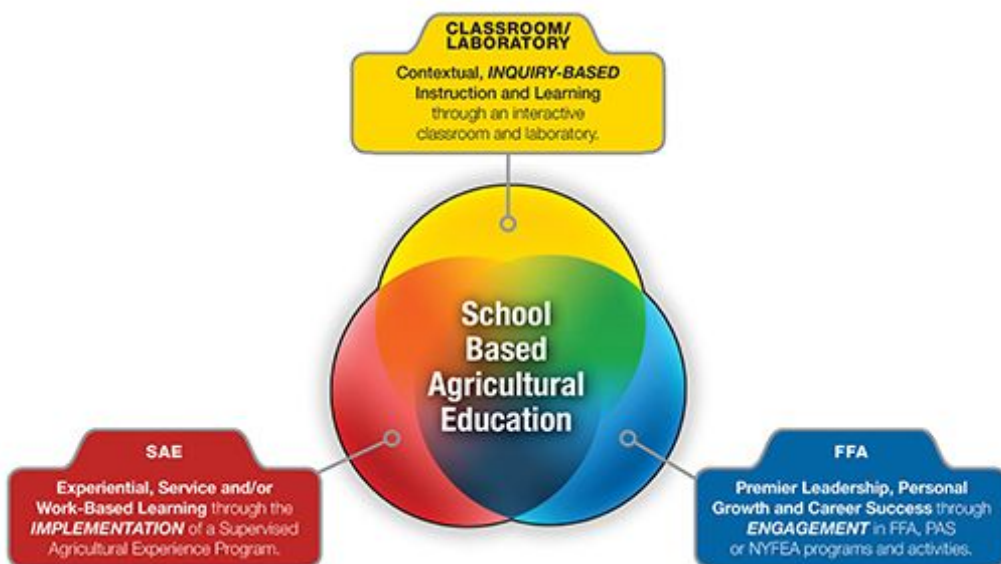 CLASSROOM/
LABORATORY
Contextual, INQUIRY-BASED
Instruction and Learning
through an interactive
classroom and laboratory.
School
Based
Agricultural
Education
SAE
Experiential, Service and/or
Work-Based Learning through the
IMPLEMENTATION of a Supervised
Agricultural Experience Program.
FFA
Premier Leadership, Personal
Growth and Career Success through
ENGAGEMENT in FFA, PAS
or NYFEA programs and activities.